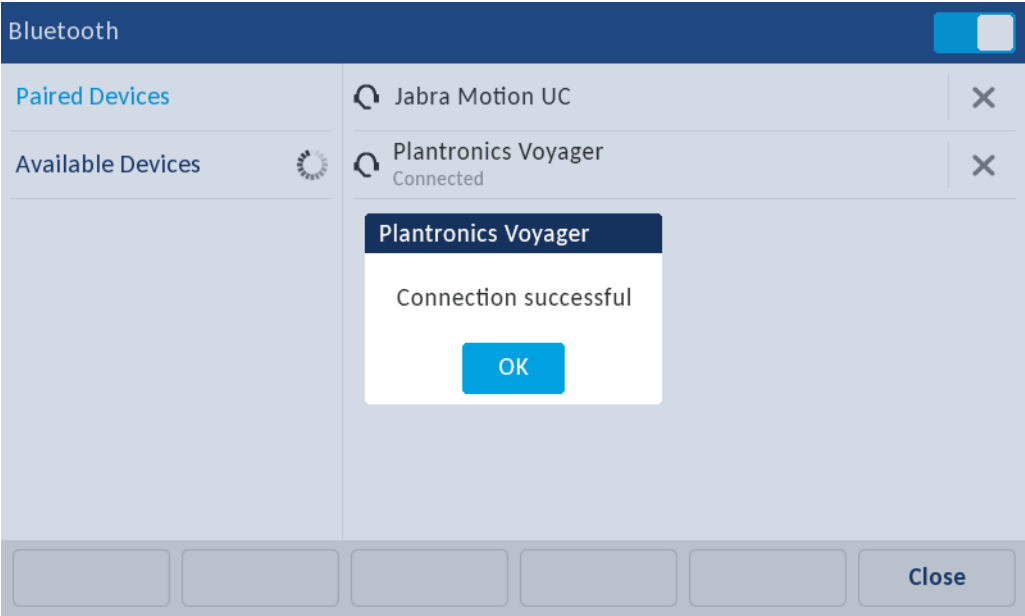 Bluetooth
Paired Devices
Available Devices
Jabra Motion UC
Plantronics Voyager
Connected
Plantronics Voyager
Connection successful
OK
Close